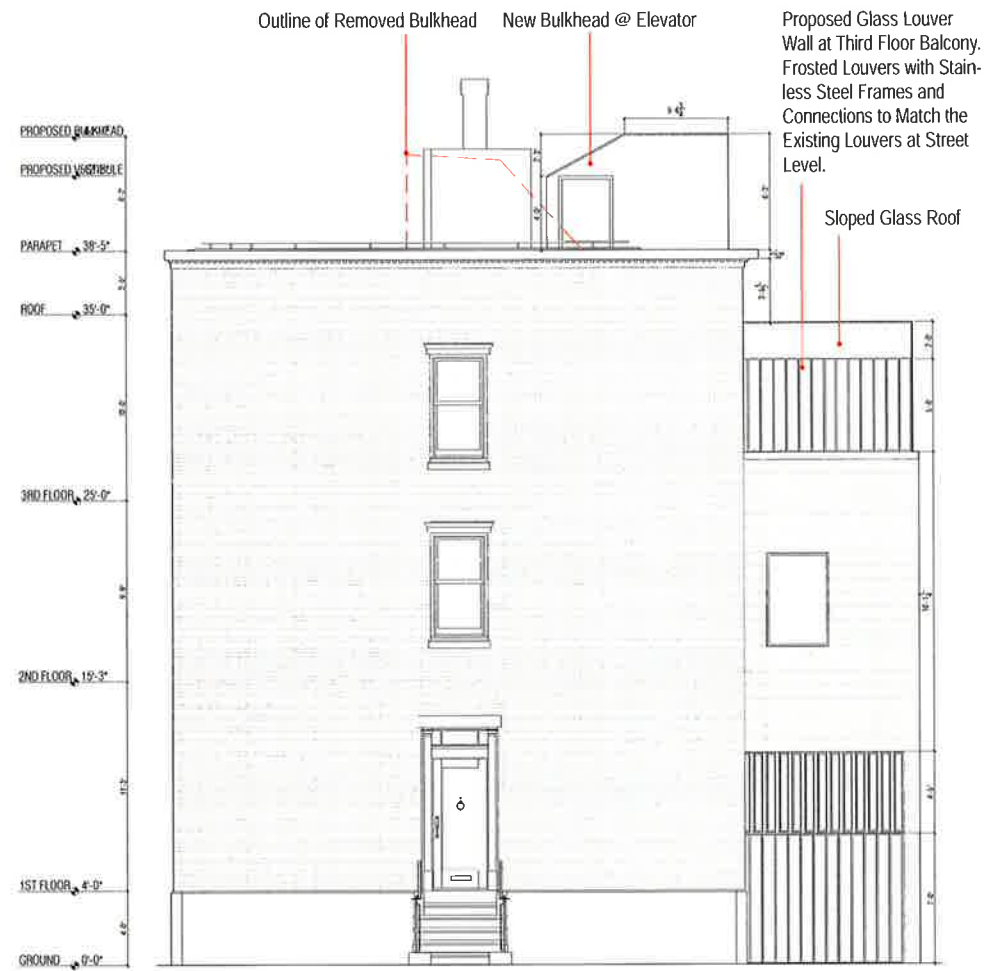 Outline of Removed Bulkhead
New Bulkhead @ Elevator
Proposed Glass Louver
Wall at Third Floor Balcony.
Frosted Louvers with Stain-
less Steel Frames and
Connections to Match the
Existing Louvers at Street
Level.
Sloped Glass Roof
PROPOSED BULKHEAD
PROPOSED VESTIBULE
PARAPET 38'-5"
ROOF 35'-0"
3RD FLOOR 25'-0"
2ND FLOOR 15'-3"
1ST FLOOR 4'-0"
GROUND 0'-0"